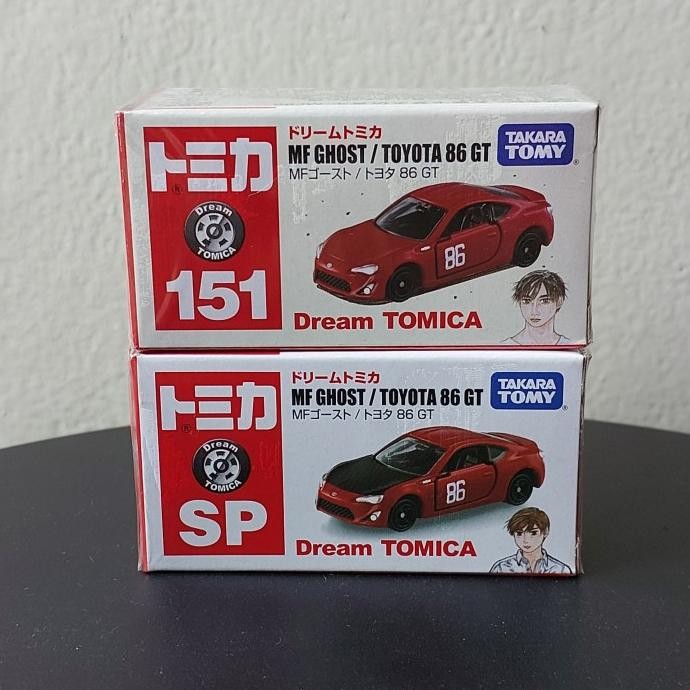 トミカ
®
Dream
TOMICA
151
ドリームトミカ
MF GHOST / TOYOTA 86 GT
MFゴースト / トヨタ 86 GT
TAKARA
TOMY
®
86
Dream TOMICA
トミカ
®
Dream
TOMICA
SP
ドリームトミカ
MF GHOST / TOYOTA 86 GT
MFゴースト / トヨタ 86 GT
TAKARA
TOMY
®
86
Dream TOMICA